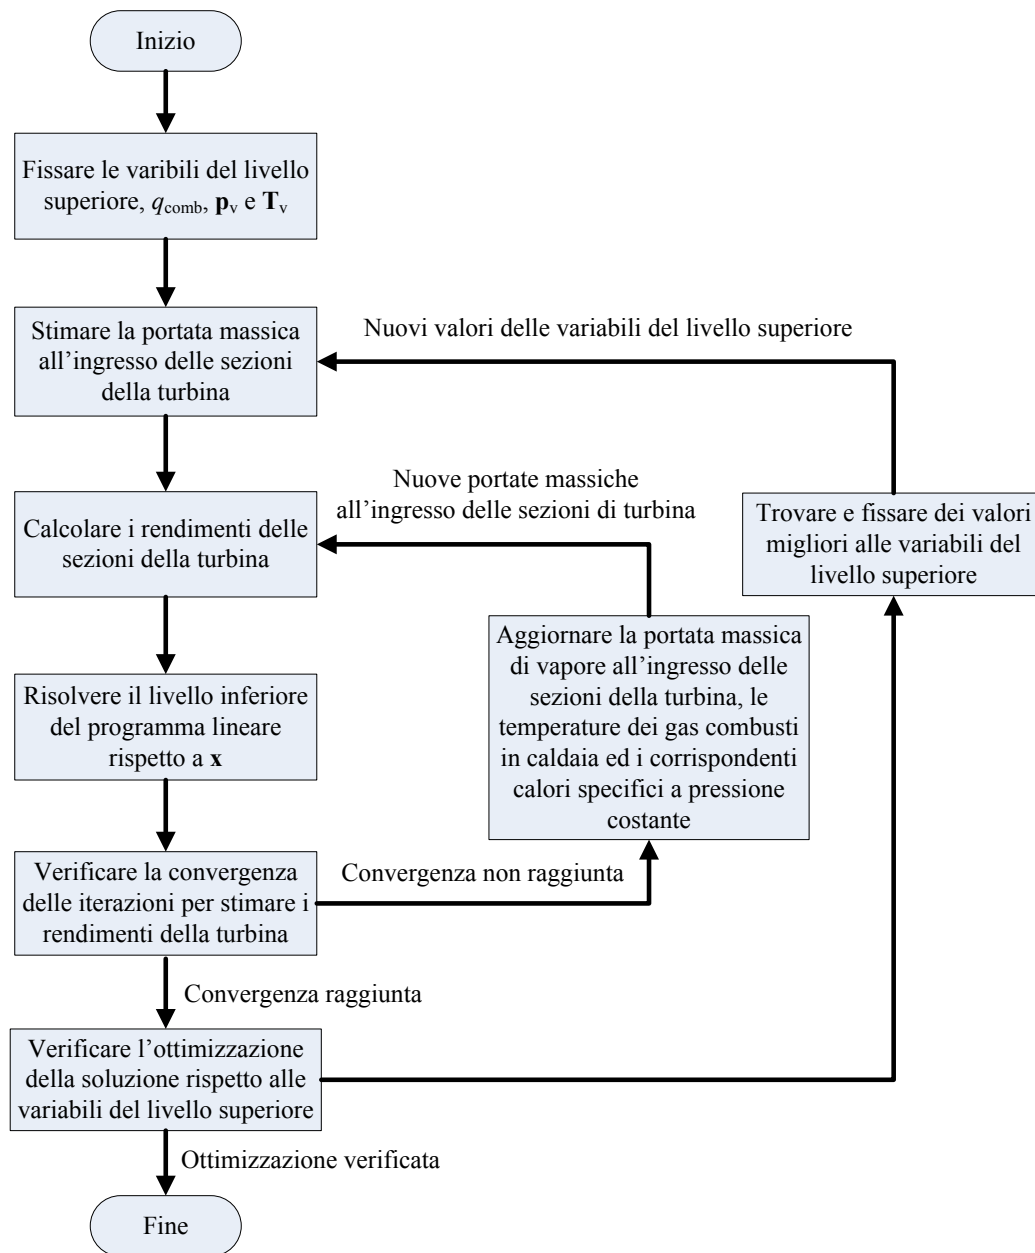 Inizio
Fissare le varibili del livello
superiore, q_comb, p_v e T_v
Stimare la portata massica
all’ingresso delle sezioni
della turbina
Nuovi valori delle variabili del livello superiore
Calcolare i rendimenti delle
sezioni della turbina
Nuove portate massiche
all’ingresso delle sezioni di turbina
Trovare e fissare dei valori
migliori alle variabili del
livello superiore
Risolvere il livello inferiore
del programma lineare
rispetto a x
Aggiornare la portata massica
di vapore all’ingresso delle
sezioni della turbina, le
temperature dei gas combusti
in caldaia ed i corrispondenti
calori specifici a pressione
costante
Verificare la convergenza
delle iterazioni per stimare i
rendimenti della turbina
Convergenza non raggiunta
Convergenza raggiunta
Verificare l’ottimizzazione
della soluzione rispetto alle
variabili del livello superiore
Ottimizzazione verificata
Fine